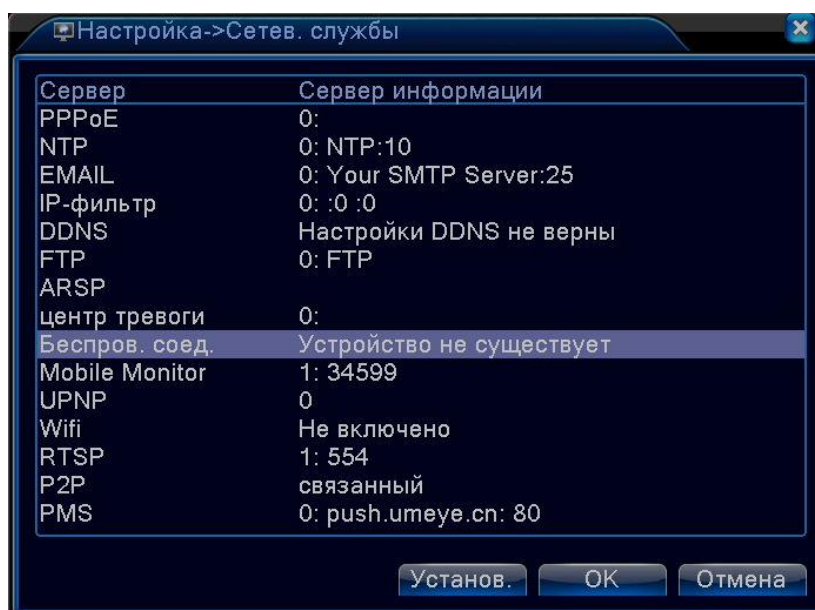 Настройка->Сетев. службы
Сервер Сервер информации
PPPoE 0:
NTP 0: NTP:10
EMAIL 0: Your SMTP Server:25
IP-фильтр 0: :0 :0
DDNS Настройки DDNS не верны
FTP 0: FTP
ARSP
центр тревоги 0:
Беспров. соед. Устройство не существует
Mobile Monitor 1: 34599
UPNP 0
Wifi Не включено
RTSP 1: 554
P2P связанный
PMS 0: push.umeye.cn: 80
Установ. OK Отмена